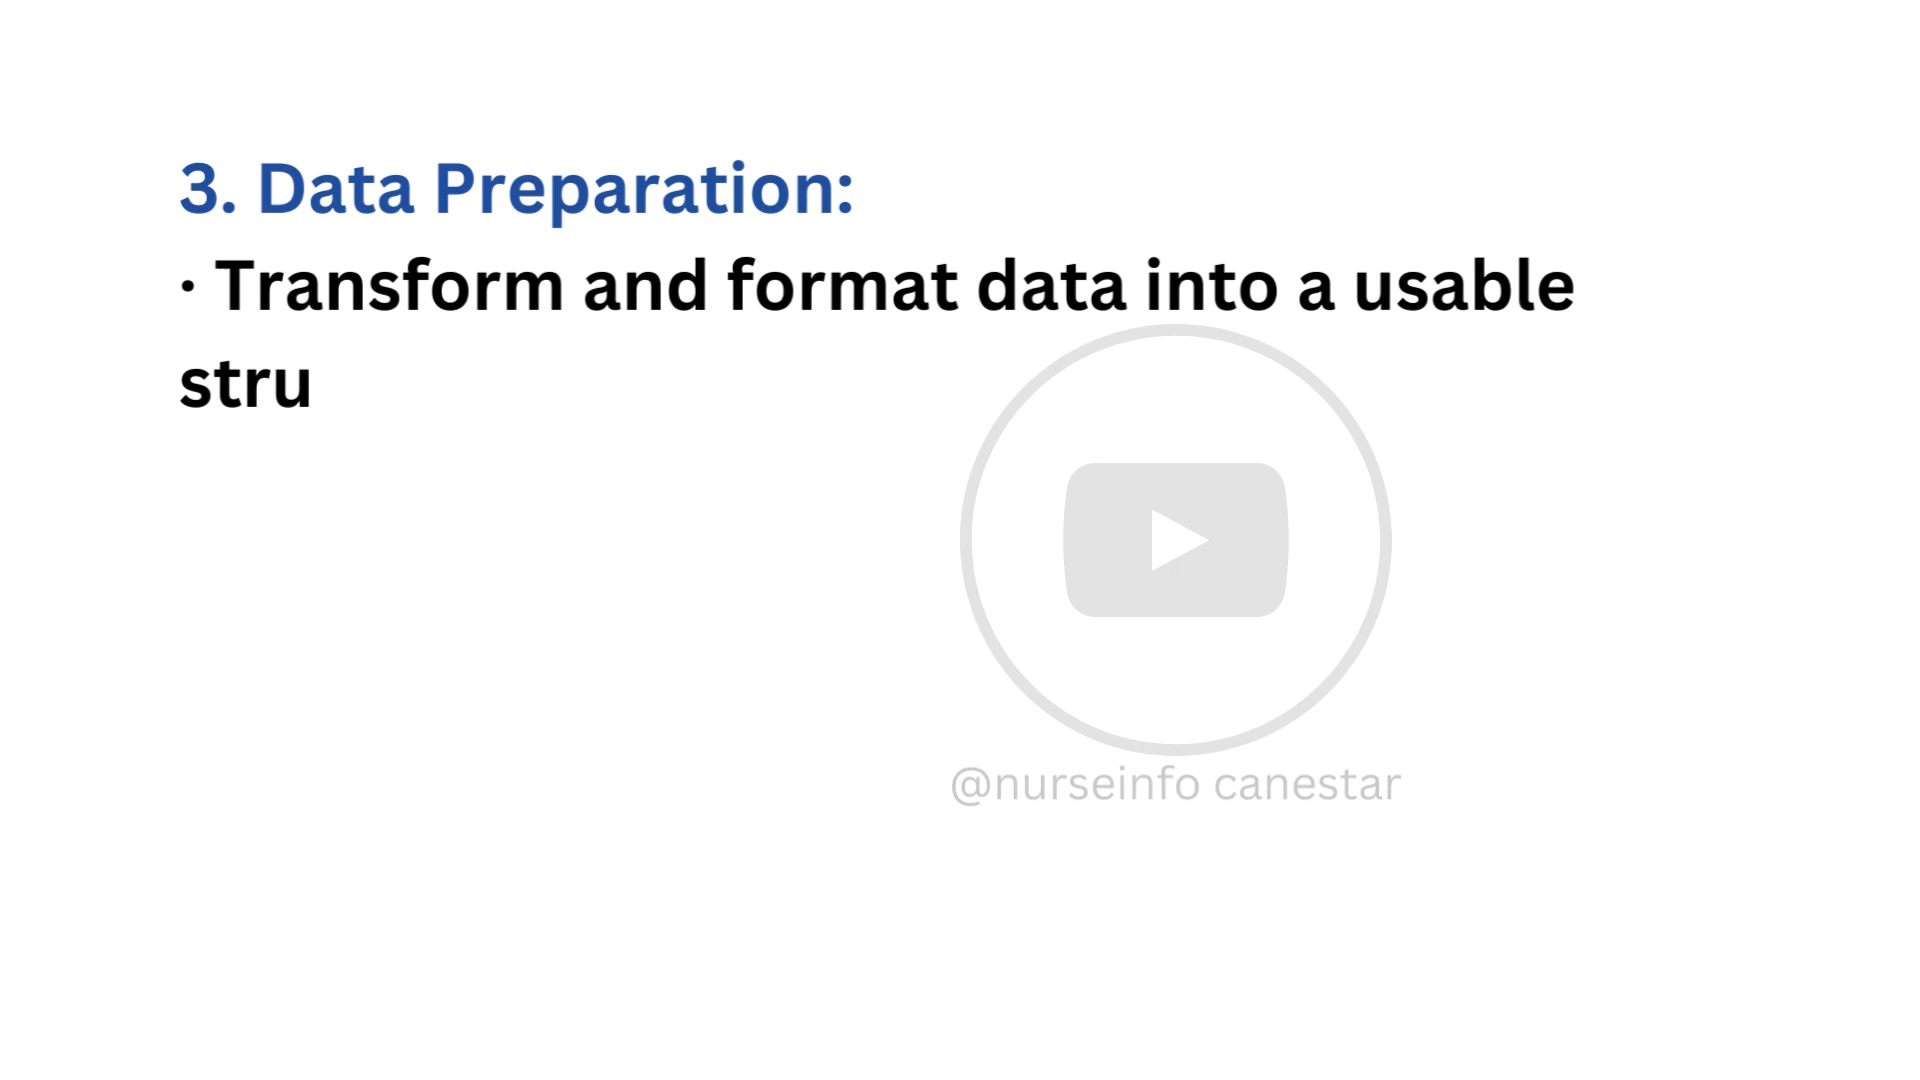 3. Data Preparation:
· Transform and format data into a usable
stru
@nurseinfo canestar